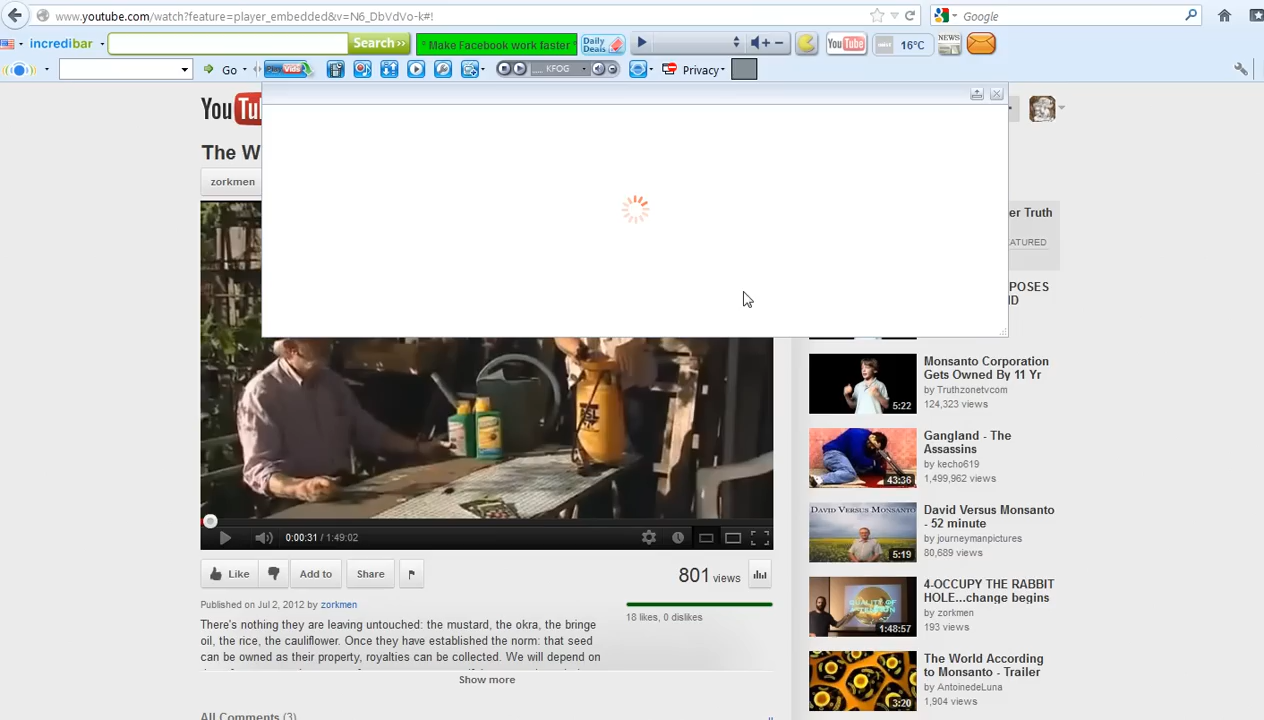 www.youtube.com/watch?feature=player_embedded&v=N6_DbVdVo-k#!
Google
incredibar
Search>>
* Make Facebook work faster *
Daily
Deals
YouTube
16°C
NEWS
Go
Vids
KFOG
Privacy
You
The W
zorkmen
er Truth
ATURED
POSES
ND
Monsanto Corporation
Gets Owned By 11 Yr
by Truthzonetvcom
124,323 views
5:22
Gangland - The
Assassins
by kecho619
1,499,962 views
43:36
DAVID VERSUS MONSANTO
David Versus Monsanto
- 52 minute
by journeymanpictures
80,689 views
5:19
4-OCCUPY THE RABBIT
HOLE...change begins
by zorkmen
193 views
1:48:57
The World According
to Monsanto - Trailer
by AntoinedeLuna
1,904 views
3:20
0:00:31 / 1:49:02
Like
Add to
Share
801 views
Published on Jul 2, 2012 by zorkmen
18 likes, 0 dislikes
There's nothing they are leaving untouched: the mustard, the okra, the bringe
oil, the rice, the cauliflower. Once they have established the norm: that seed
can be owned as their property, royalties can be collected. We will depend on
Show more
All Comments (3)